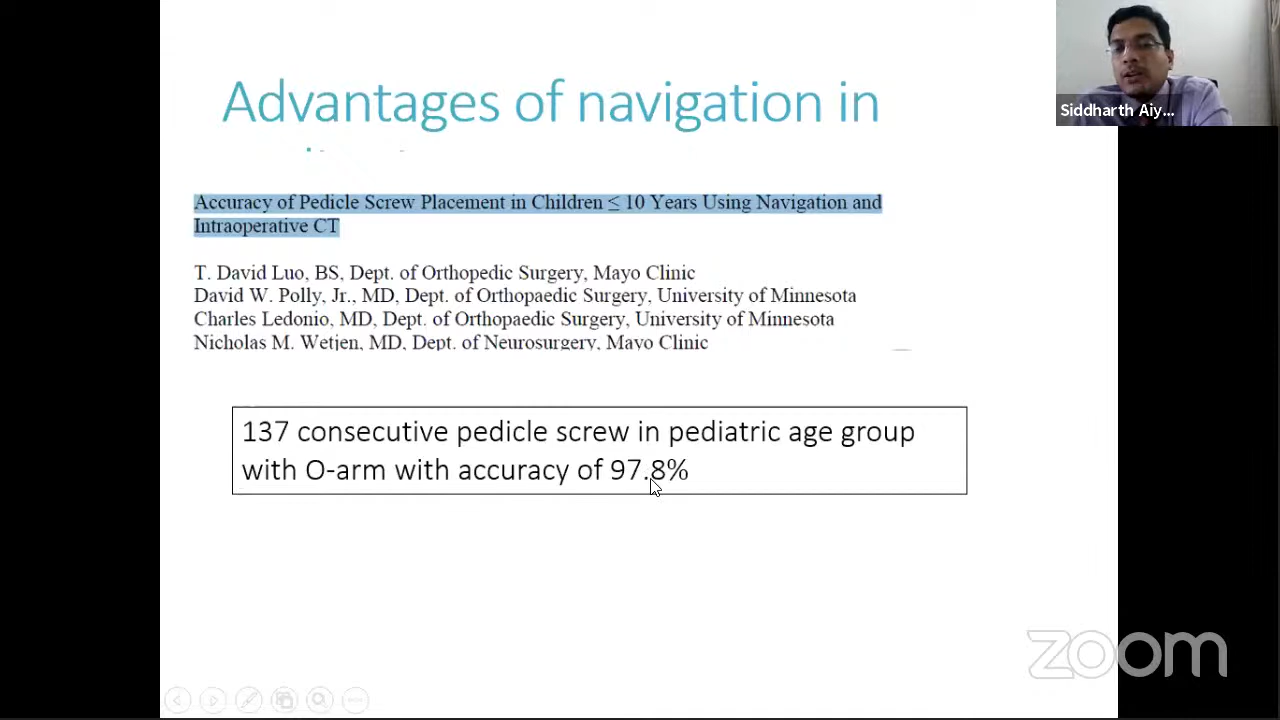 Advantages of navigation in
Siddharth Aiy...
Accuracy of Pedicle Screw Placement in Children ≤ 10 Years Using Navigation and
Intraoperative CT
T. David Luo, BS, Dept. of Orthopedic Surgery, Mayo Clinic
David W. Polly, Jr., MD, Dept. of Orthopaedic Surgery, University of Minnesota
Charles Ledonio, MD, Dept. of Orthopaedic Surgery, University of Minnesota
Nicholas M. Wetjen, MD, Dept. of Neurosurgery, Mayo Clinic
137 consecutive pedicle screw in pediatric age group
with O-arm with accuracy of 97.8%
zoom